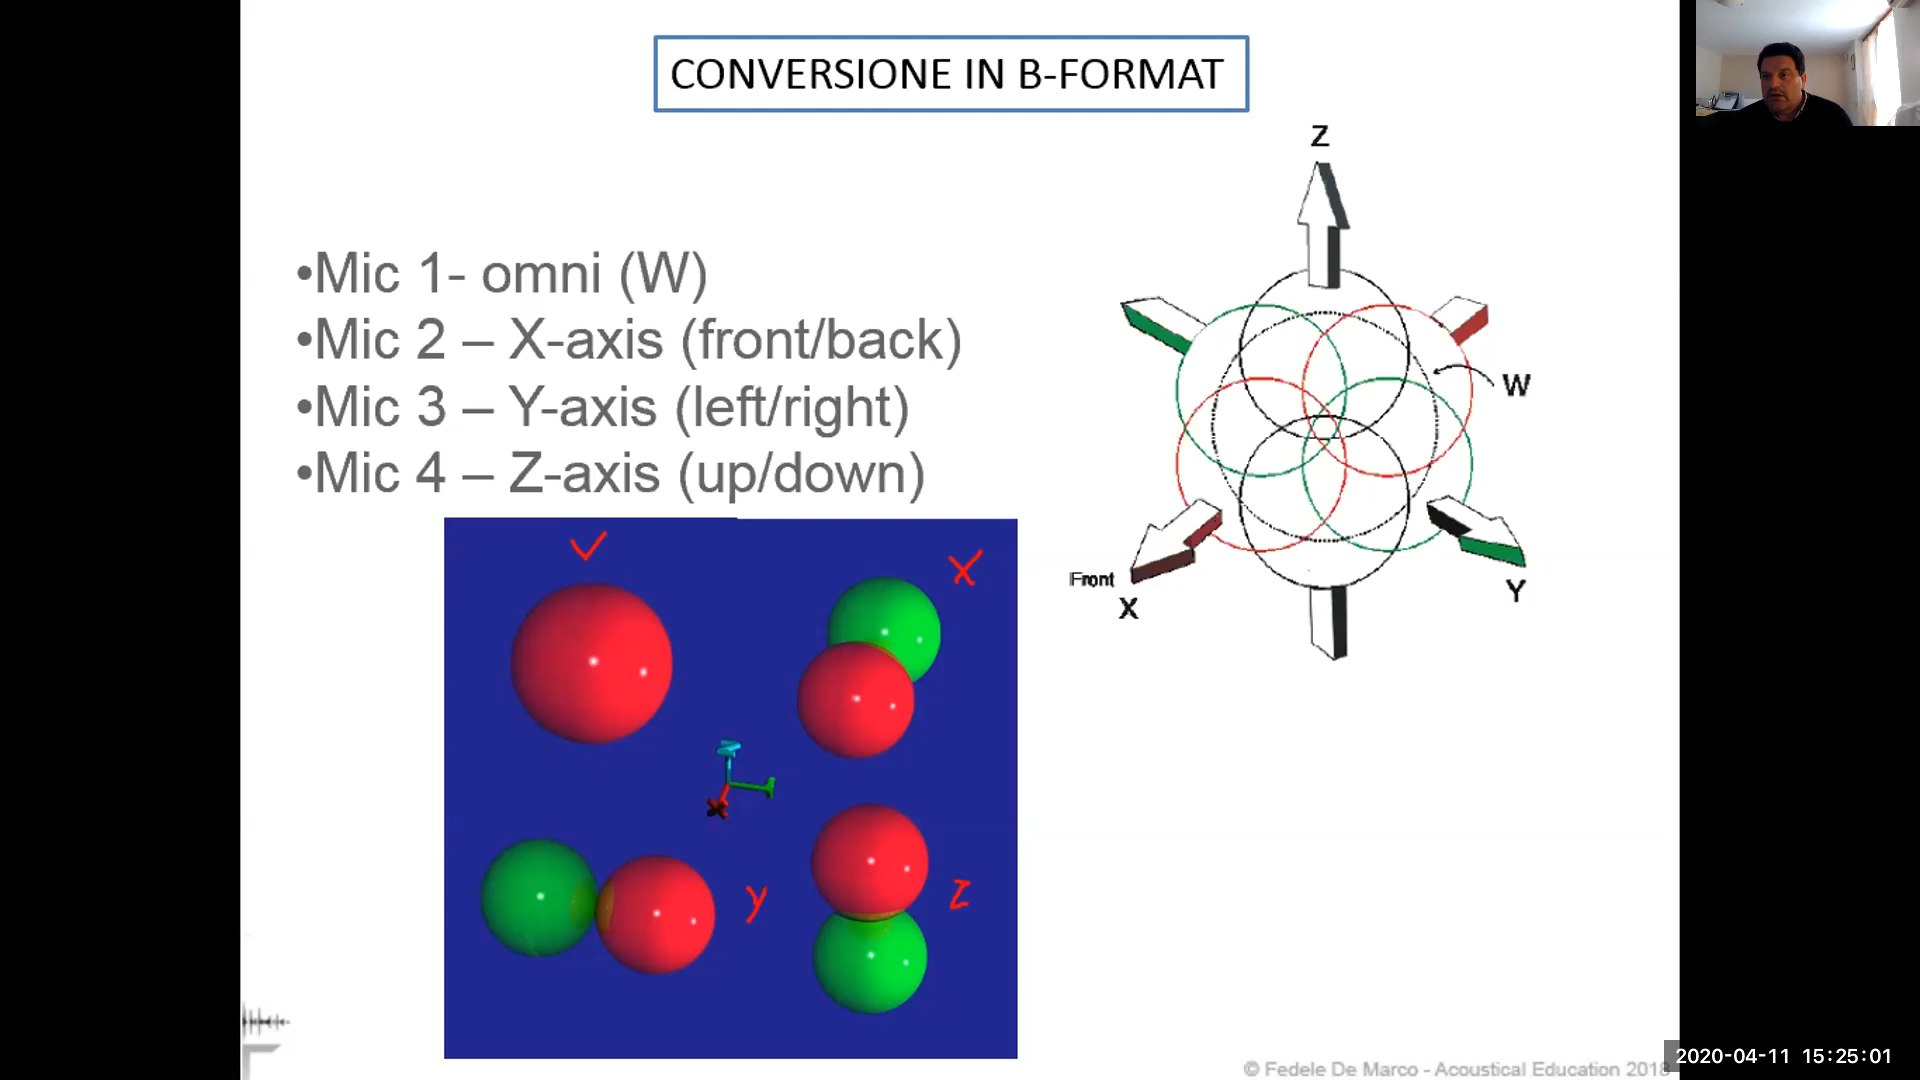 CONVERSIONE IN B-FORMAT
•Mic 1- omni (W)
•Mic 2 – X-axis (front/back)
•Mic 3 – Y-axis (left/right)
•Mic 4 – Z-axis (up/down)
Z
W
Front
X
Y
X
Y
Z
© Fedele De Marco - Acoustical Education 2018
2020-04-11 15:25:01